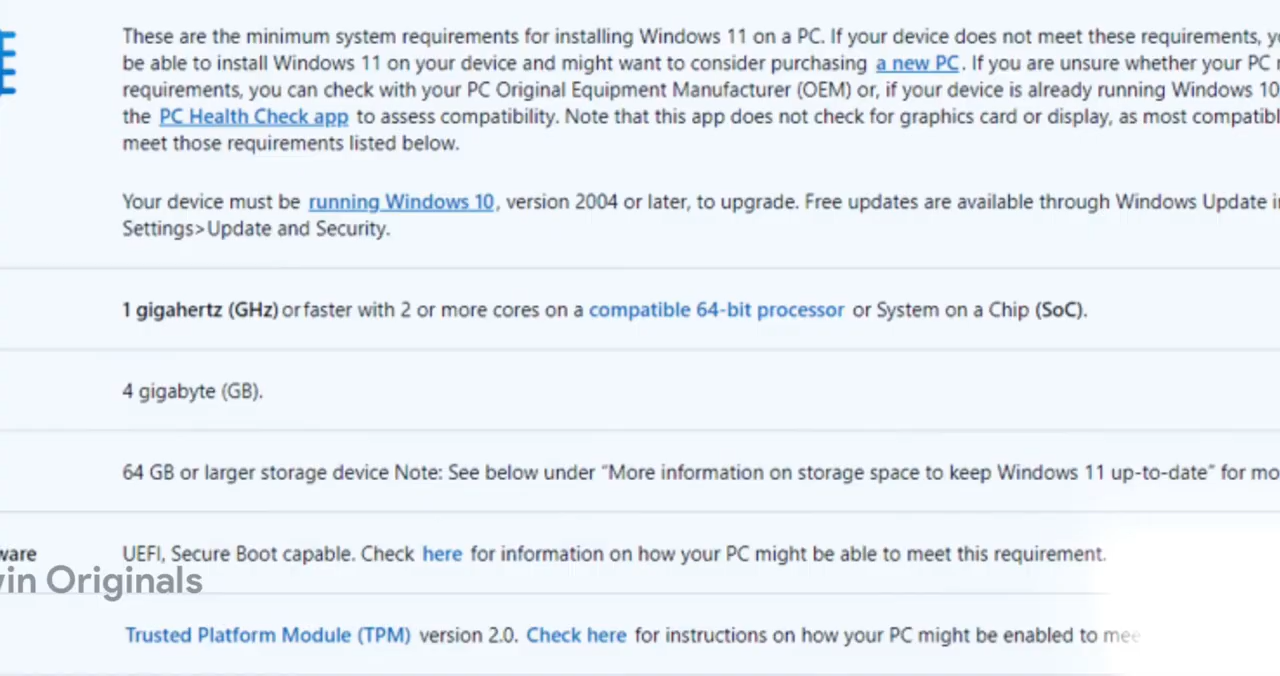 These are the minimum system requirements for installing Windows 11 on a PC. If your device does not meet these requirements,
be able to install Windows 11 on your device and might want to consider purchasing a new PC. If you are unsure whether your PC
requirements, you can check with your PC Original Equipment Manufacturer (OEM) or, if your device is already running Windows 10
the PC Health Check app to assess compatibility. Note that this app does not check for graphics card or display, as most compatibl
meet those requirements listed below.
Your device must be running Windows 10, version 2004 or later, to upgrade. Free updates are available through Windows Update in
Settings>Update and Security.
1 gigahertz (GHz) or faster with 2 or more cores on a compatible 64-bit processor or System on a Chip (SoC).
4 gigabyte (GB).
64 GB or larger storage device Note: See below under "More information on storage space to keep Windows 11 up-to-date" for mo
ware UEFI, Secure Boot capable. Check here for information on how your PC might be able to meet this requirement.
vin Originals
Trusted Platform Module (TPM) version 2.0. Check here for instructions on how your PC might be enabled to mee